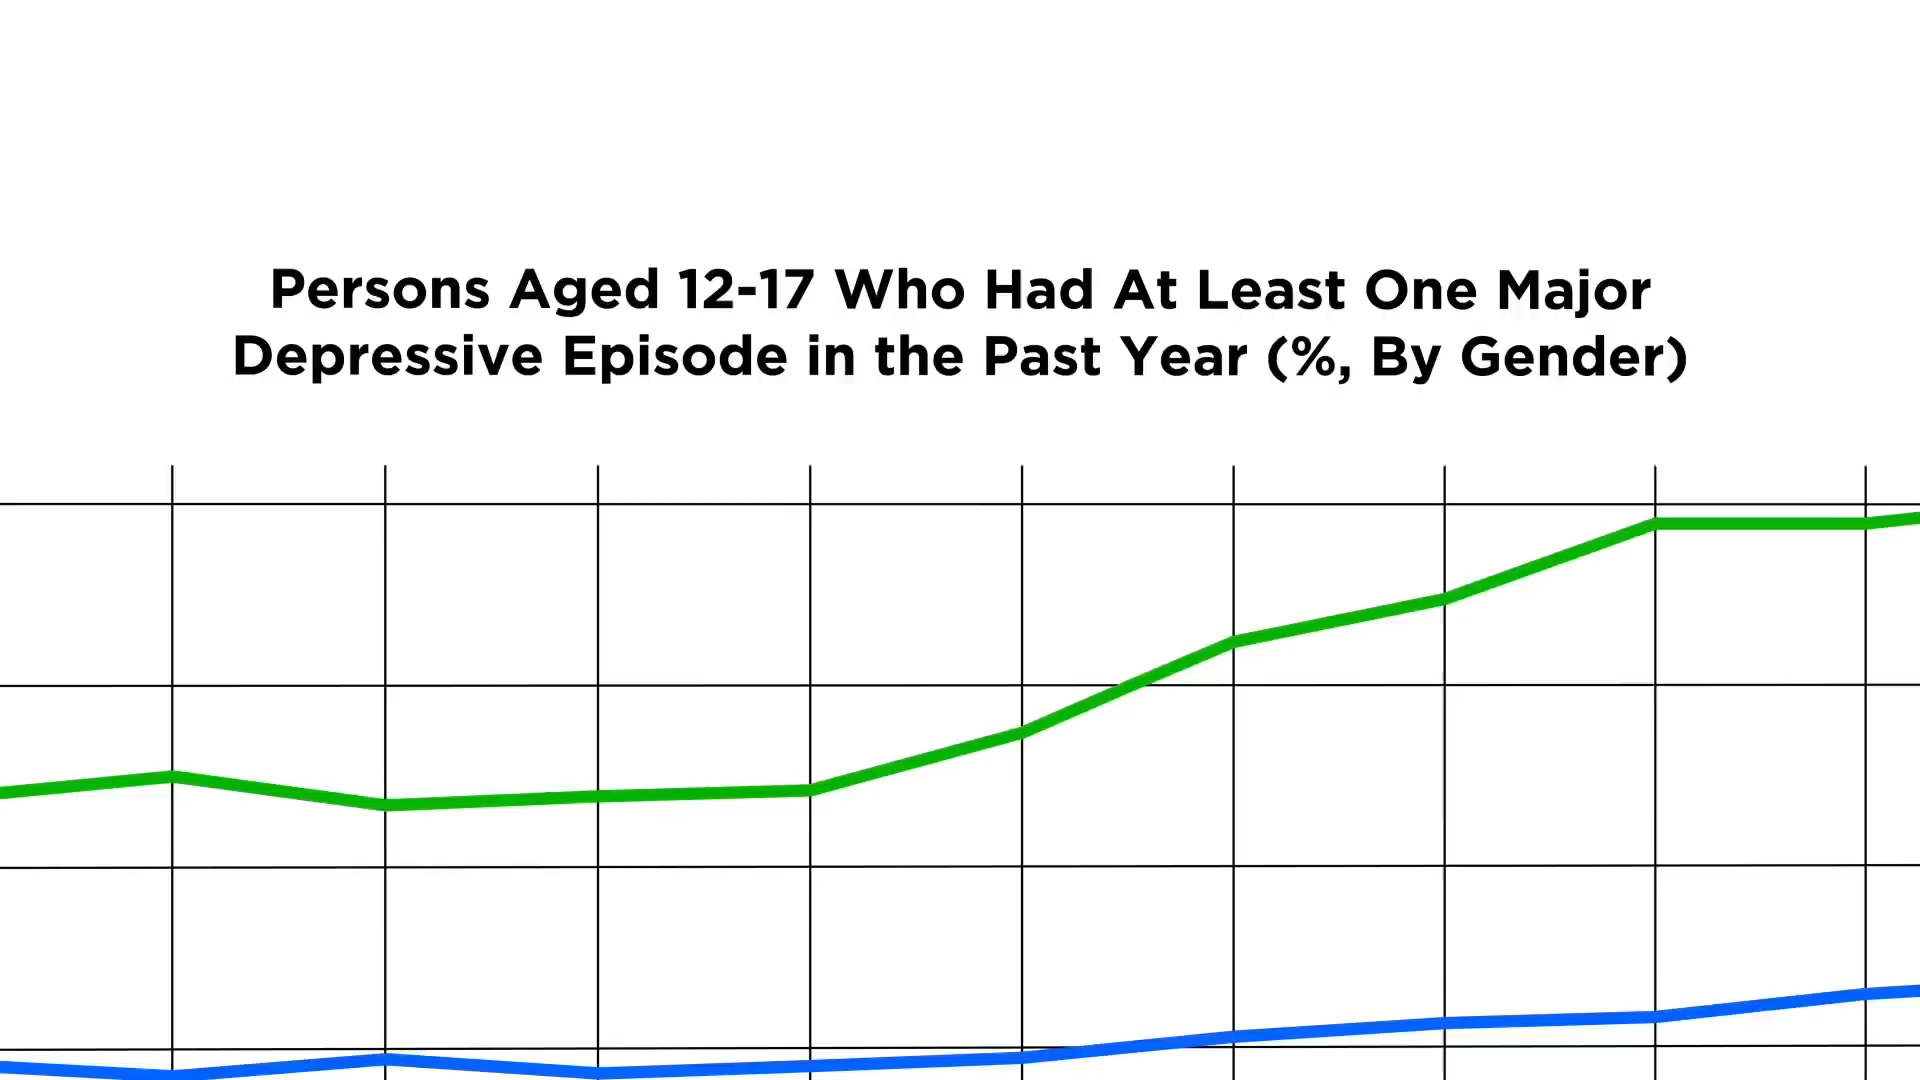 Persons Aged 12-17 Who Had At Least One Major
Depressive Episode in the Past Year (%, By Gender)